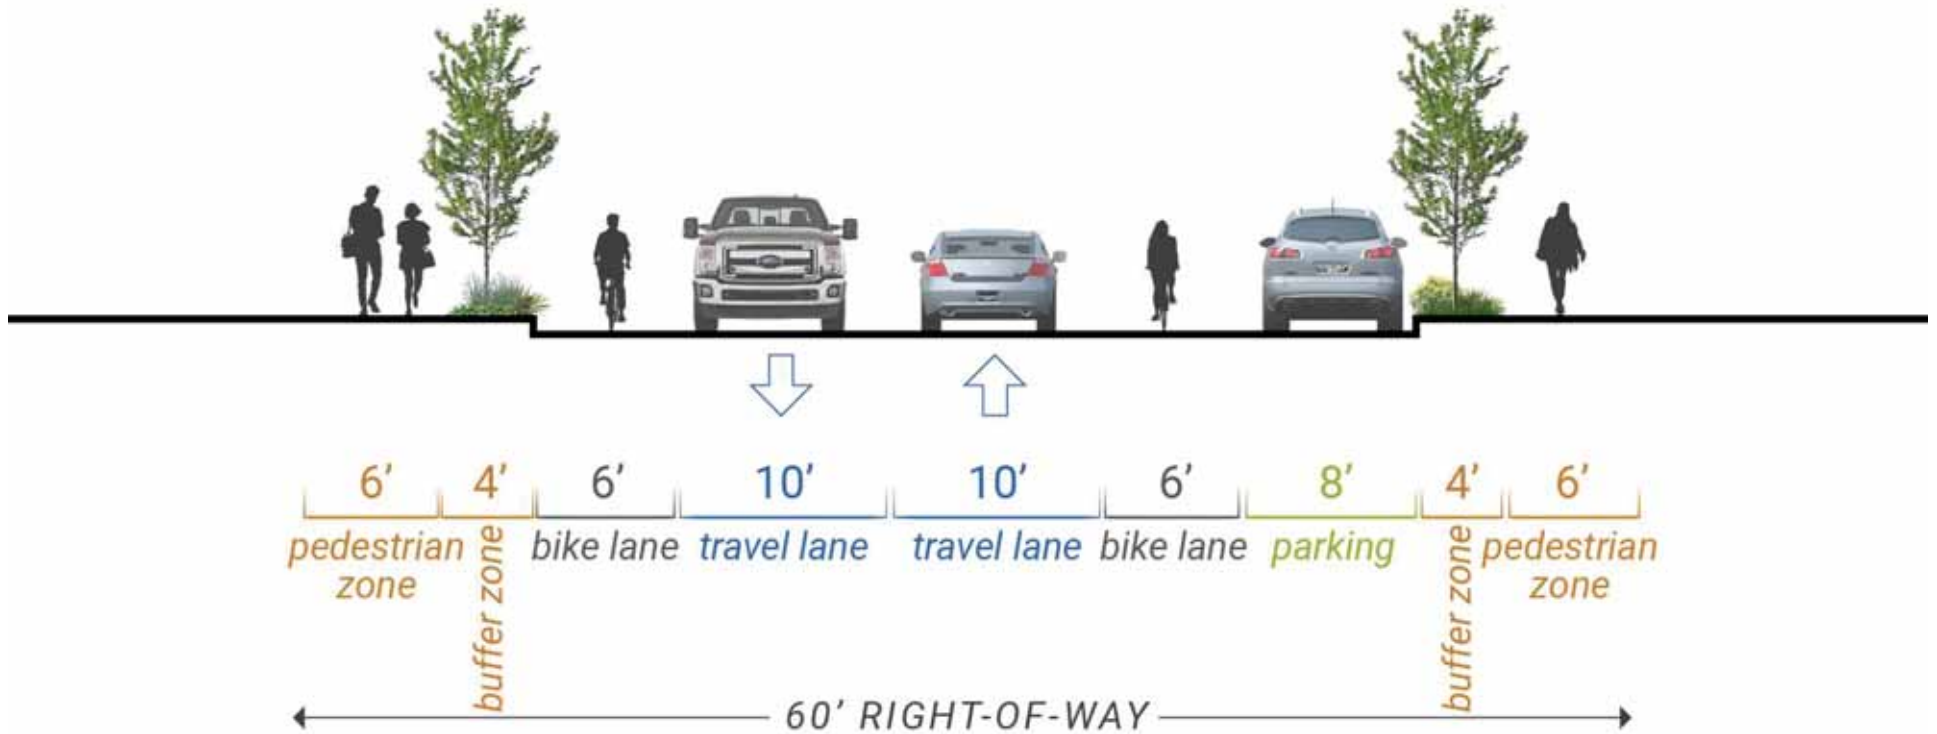 6’ 4’ 6’ 10’ 10’ 6’ 8’ 4’ 6’
pedestrian zone
buffer zone
bike lane
travel lane
travel lane
bike lane
parking
buffer zone
pedestrian zone
60’ RIGHT-OF-WAY